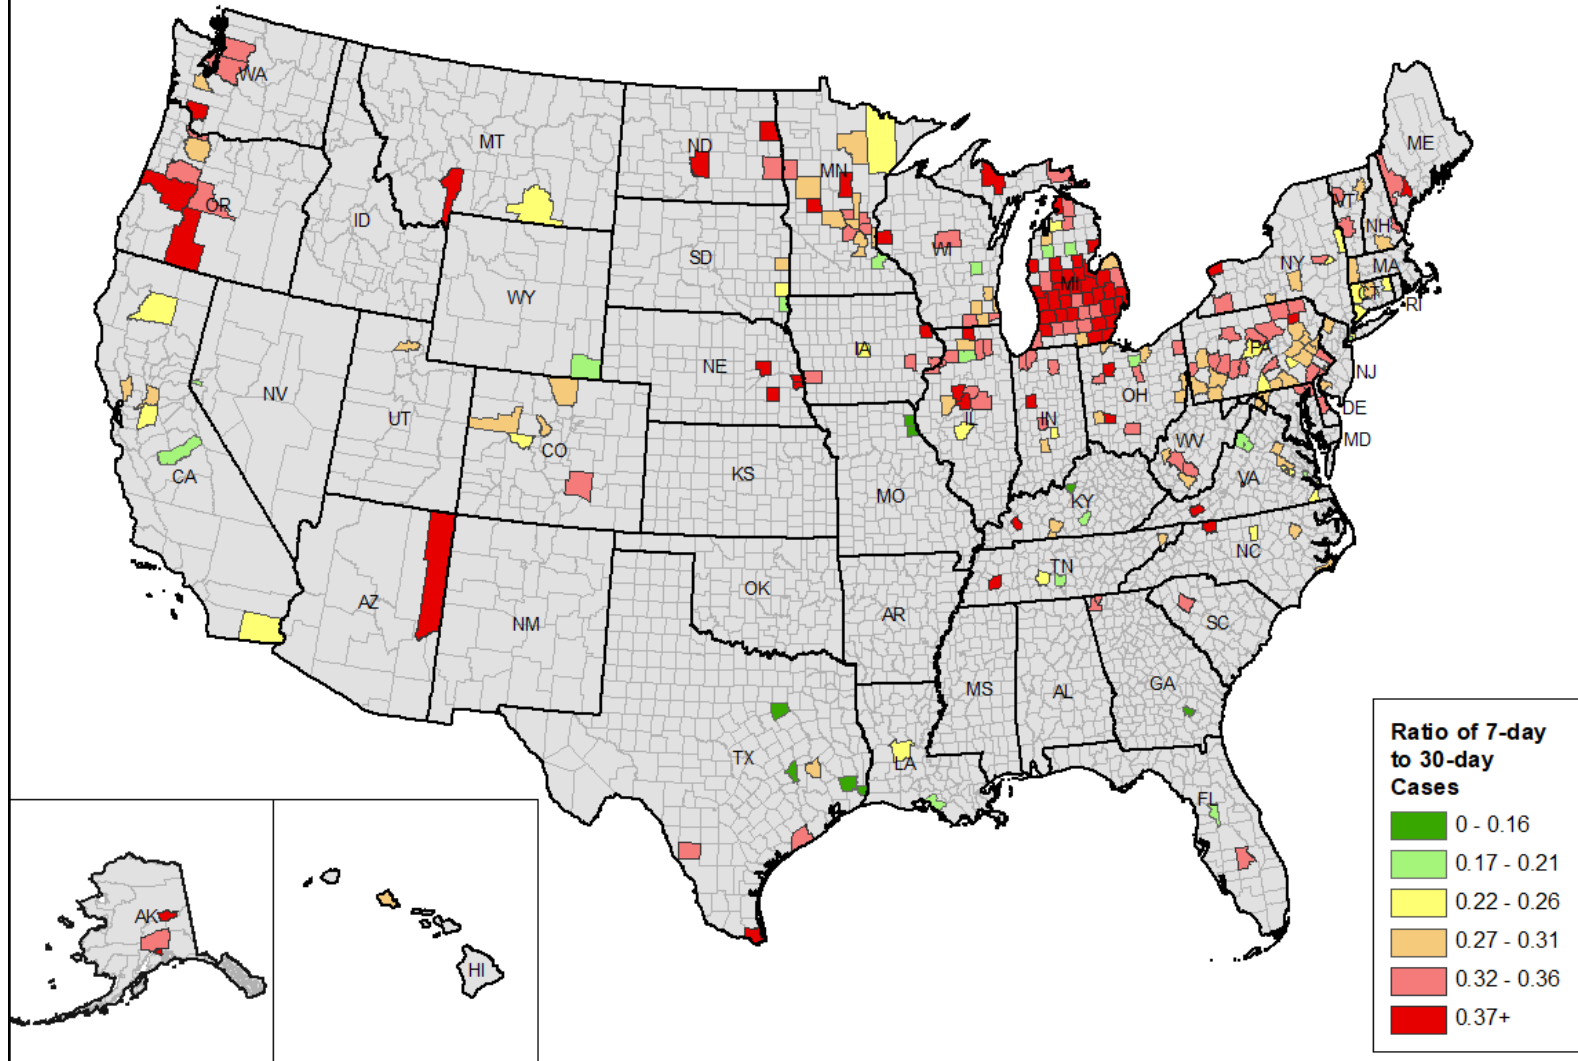 WA
MT
ND
MN
ME
OR
ID
WI
VT
NH
SD
MI
NY
MA
WY
CT
RI
IA
PA
NE
NJ
NV
OH
UT
IL
IN
DE
CO
WV
MD
CA
KS
MO
VA
KY
NC
TN
OK
AZ
AR
NM
SC
MS
AL
GA
TX
LA
FL
AK
HI
Ratio of 7-day
to 30-day
Cases
0 - 0.16
0.17 - 0.21
0.22 - 0.26
0.27 - 0.31
0.32 - 0.36
0.37+